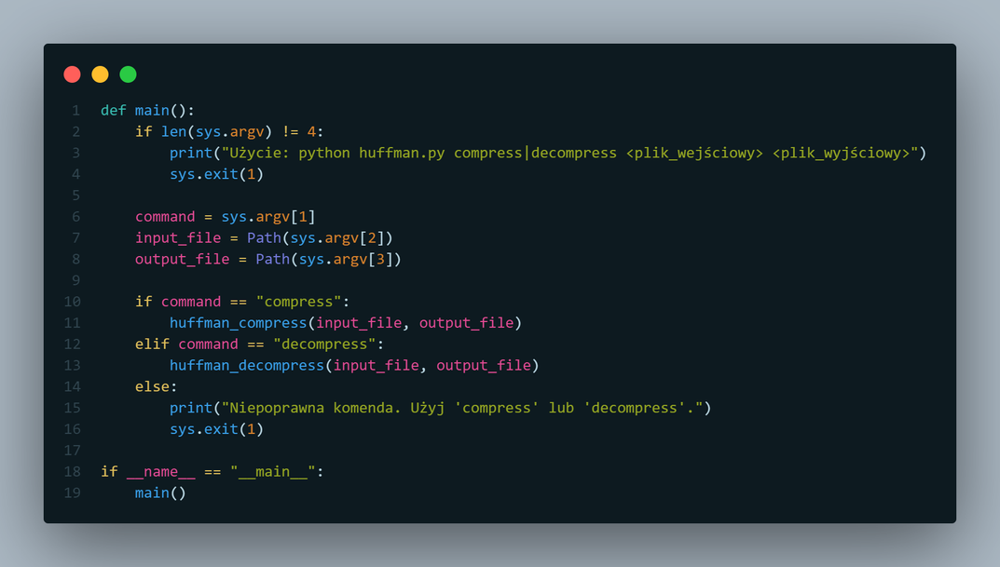 1 def main():
2     if len(sys.argv) != 4:
3         print("Użycie: python huffman.py compress|decompress <plik_wejściowy> <plik_wyjściowy>")
4         sys.exit(1)
5
6     command = sys.argv[1]
7     input_file = Path(sys.argv[2])
8     output_file = Path(sys.argv[3])
9
10     if command == "compress":
11         huffman_compress(input_file, output_file)
12     elif command == "decompress":
13         huffman_decompress(input_file, output_file)
14     else:
15         print("Niepoprawna komenda. Użyj 'compress' lub 'decompress'.")
16         sys.exit(1)
17
18 if __name__ == "__main__":
19     main()